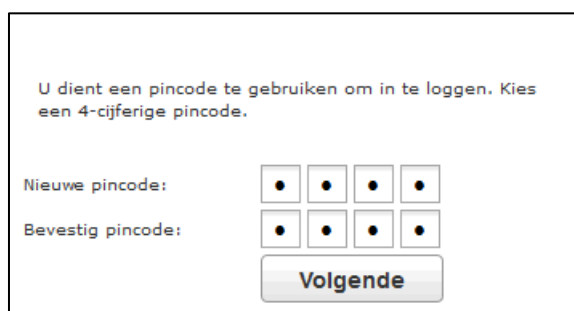 U dient een pincode te gebruiken om in te loggen. Kies
een 4-cijferige pincode.
Nieuwe pincode: ● ● ● ●
Bevestig pincode: ● ● ● ●
Volgende